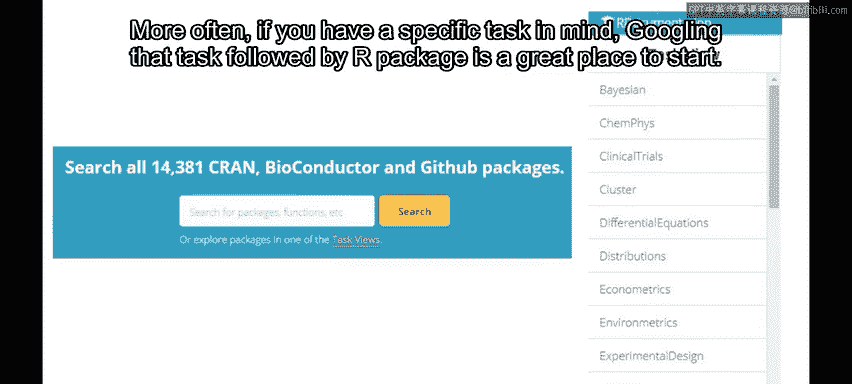 More often, if you have a specific task in mind, Googling
that task followed by R package is a great place to start.
Search all 14,381 CRAN, BioConductor and Github packages.
Search for packages, functions, etc
Search
Or explore packages in one of the Task Views.
Bayesian
ChemPhys
ClinicalTrials
Cluster
DifferentialEquations
Distributions
Econometrics
Environmetrics
ExperimentalDesign